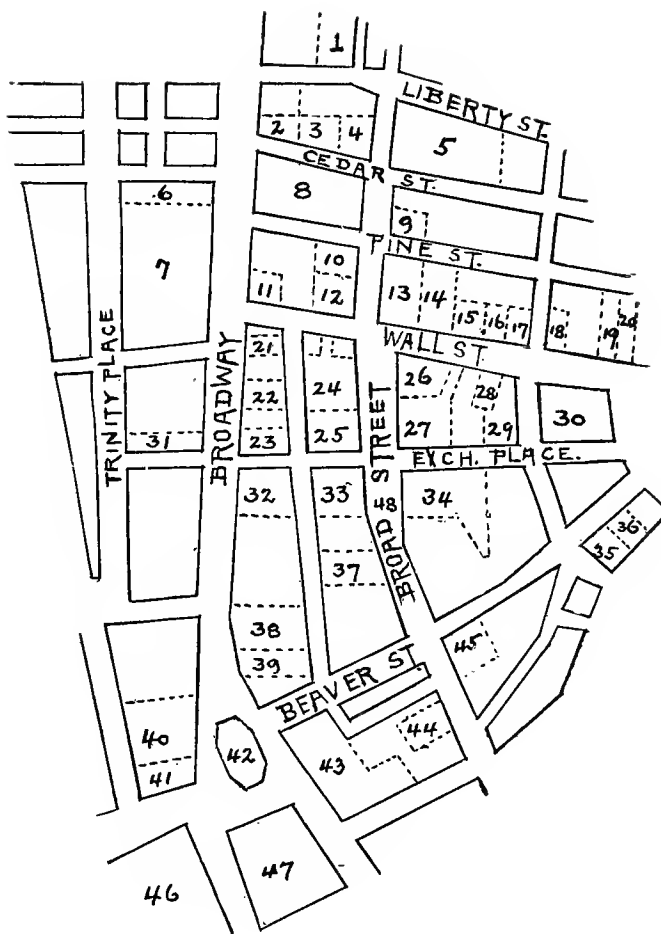 1
LIBERTY ST.
2 3 4
5
CEDAR ST.
6
8
9
PINE ST.
7
10
11 12
13 14 15 16 17
18 19 20
WALL ST.
TRINITY PLACE
BROADWAY
21
22
23
24
25
BROAD 48 STREET
26
27
28
29
30
31
EXCH. PLACE.
32
33
34
35
36
37
38
39
BEAVER ST.
45
40
41
42
43
44
46
47